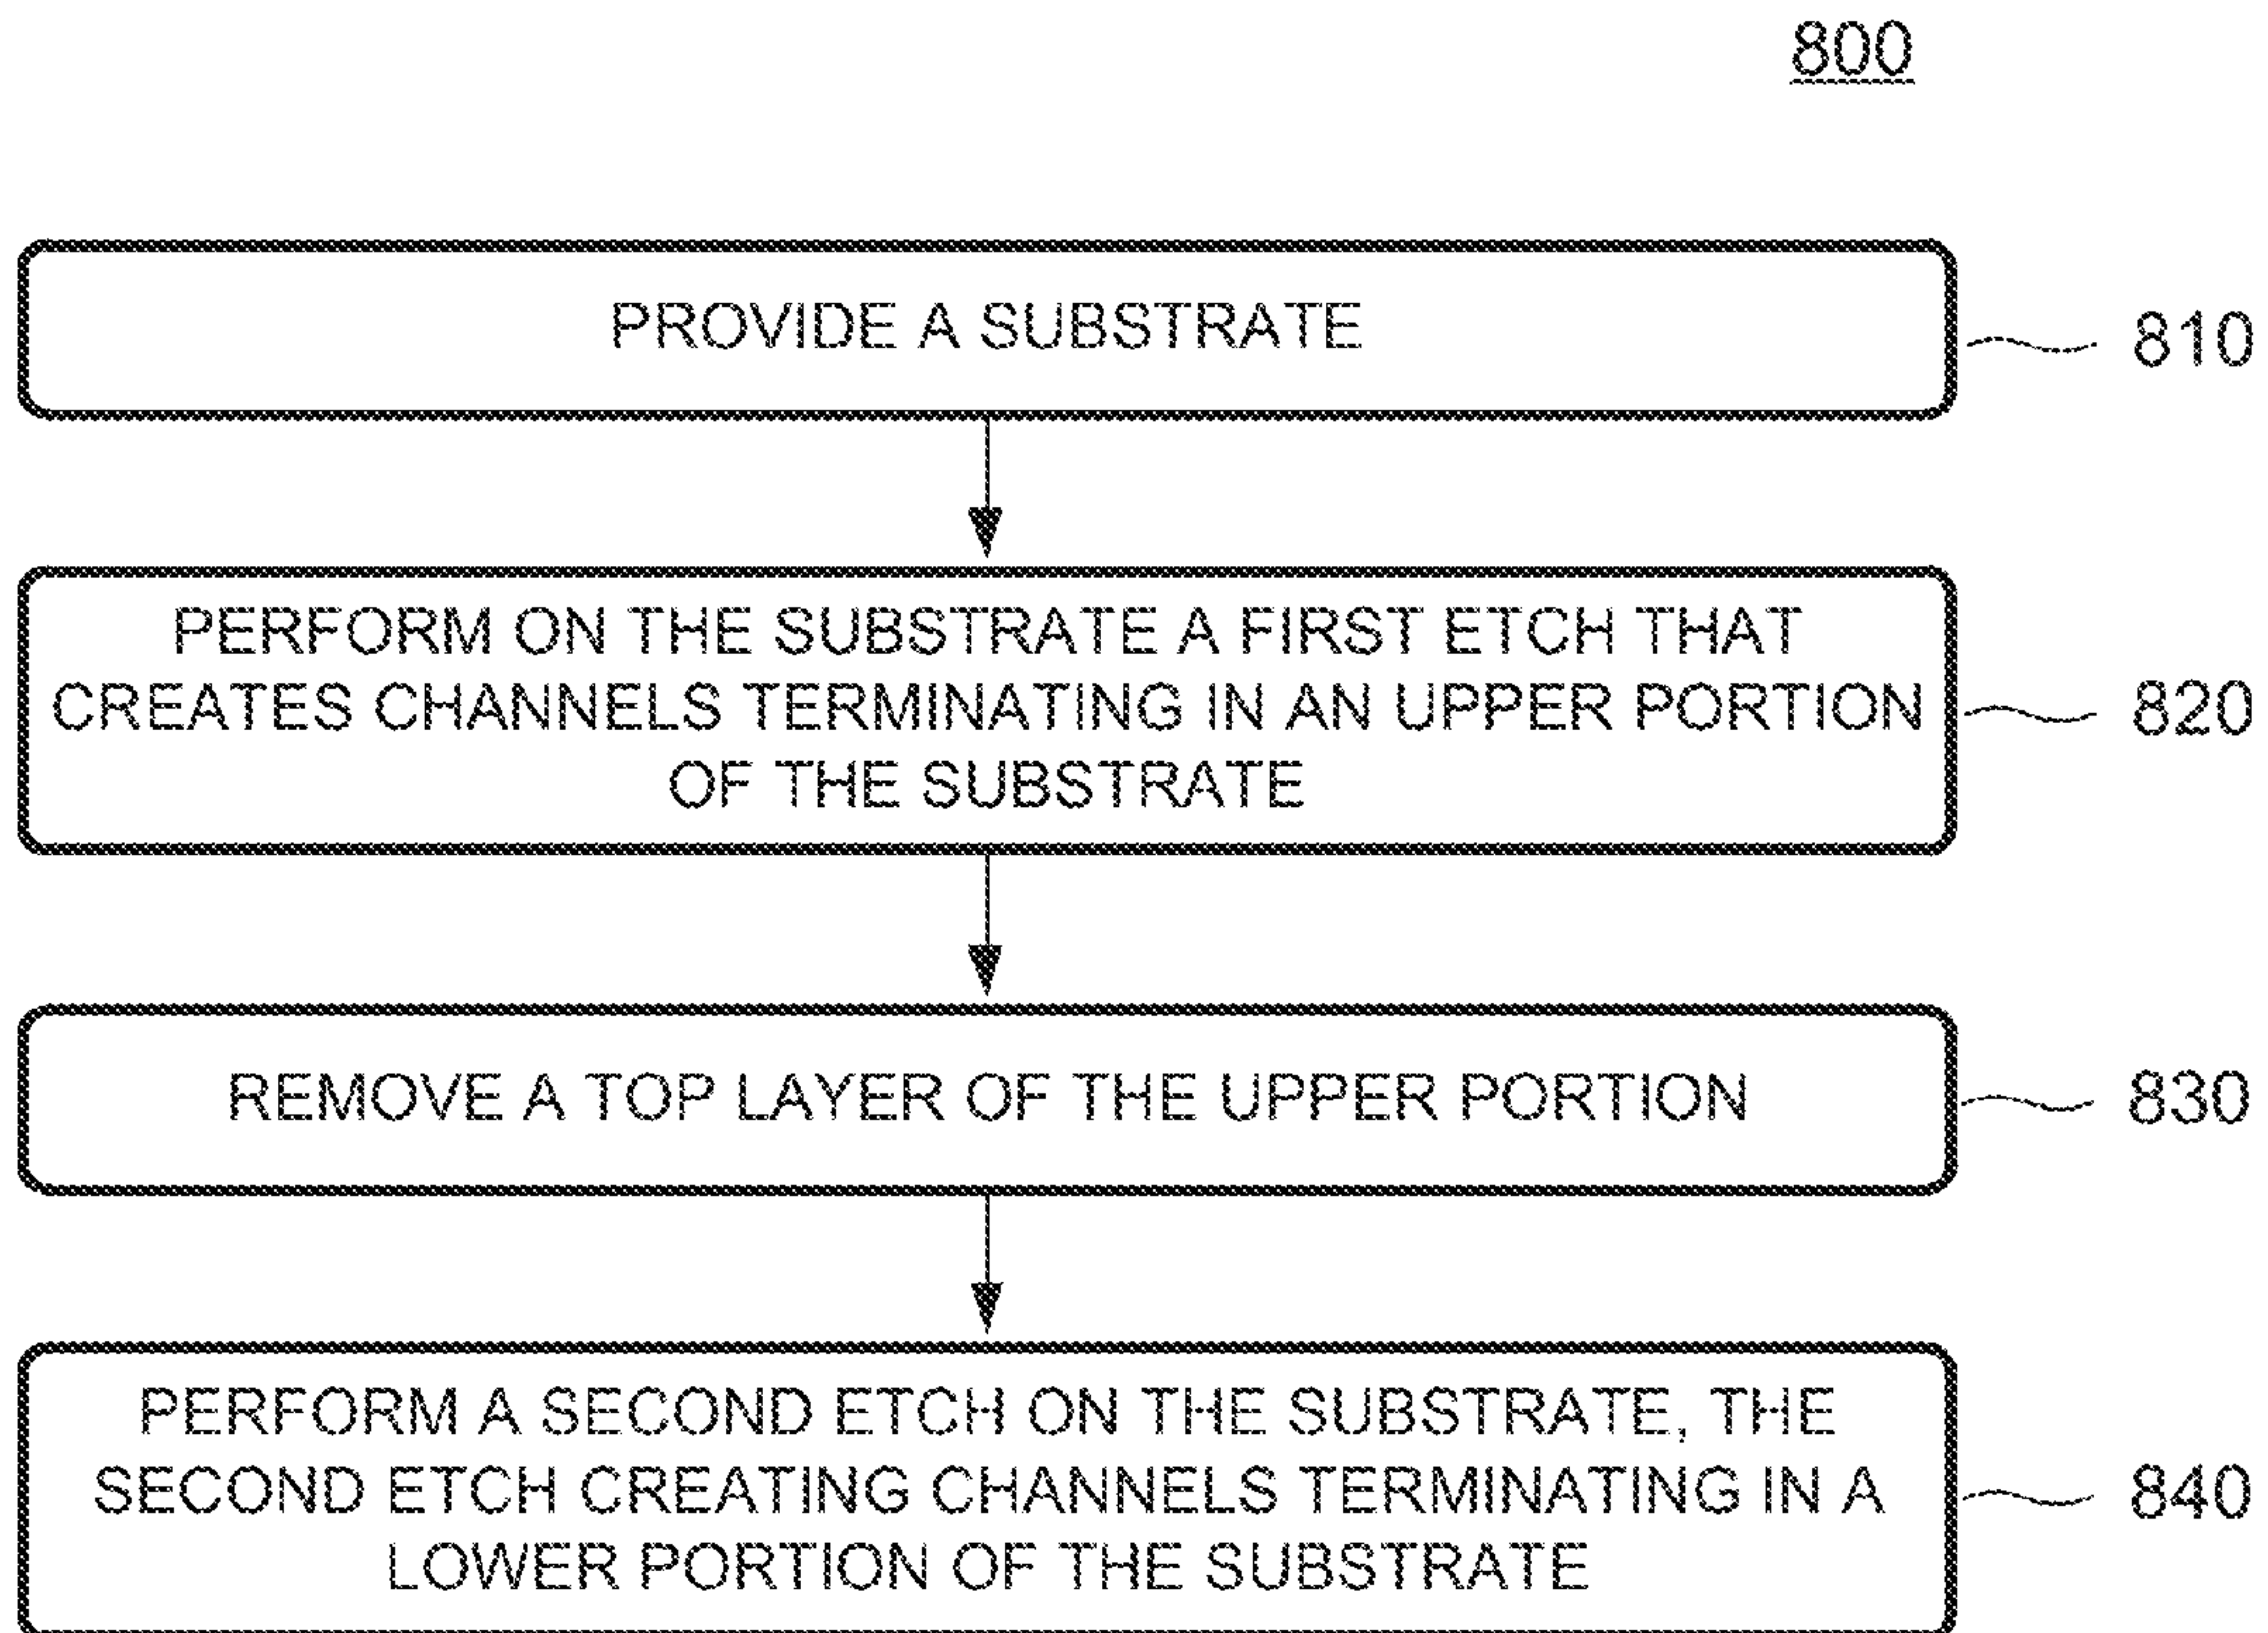 800
PROVIDE A SUBSTRATE
810
PERFORM ON THE SUBSTRATE A FIRST ETCH THAT
CREATES CHANNELS TERMINATING IN AN UPPER PORTION
OF THE SUBSTRATE
820
REMOVE A TOP LAYER OF THE UPPER PORTION
830
PERFORM A SECOND ETCH ON THE SUBSTRATE, THE
SECOND ETCH CREATING CHANNELS TERMINATING IN A
LOWER PORTION OF THE SUBSTRATE
840